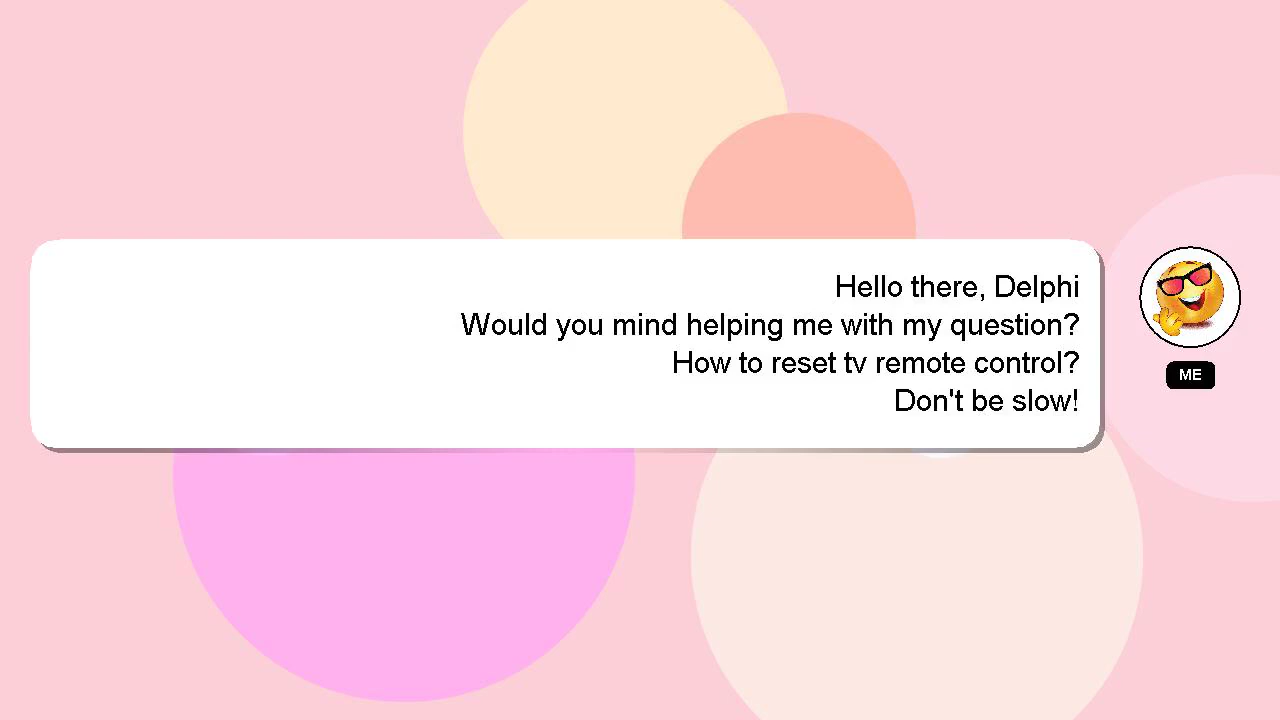 Hello there, Delphi
Would you mind helping me with my question?
How to reset tv remote control?
Don't be slow!
ME